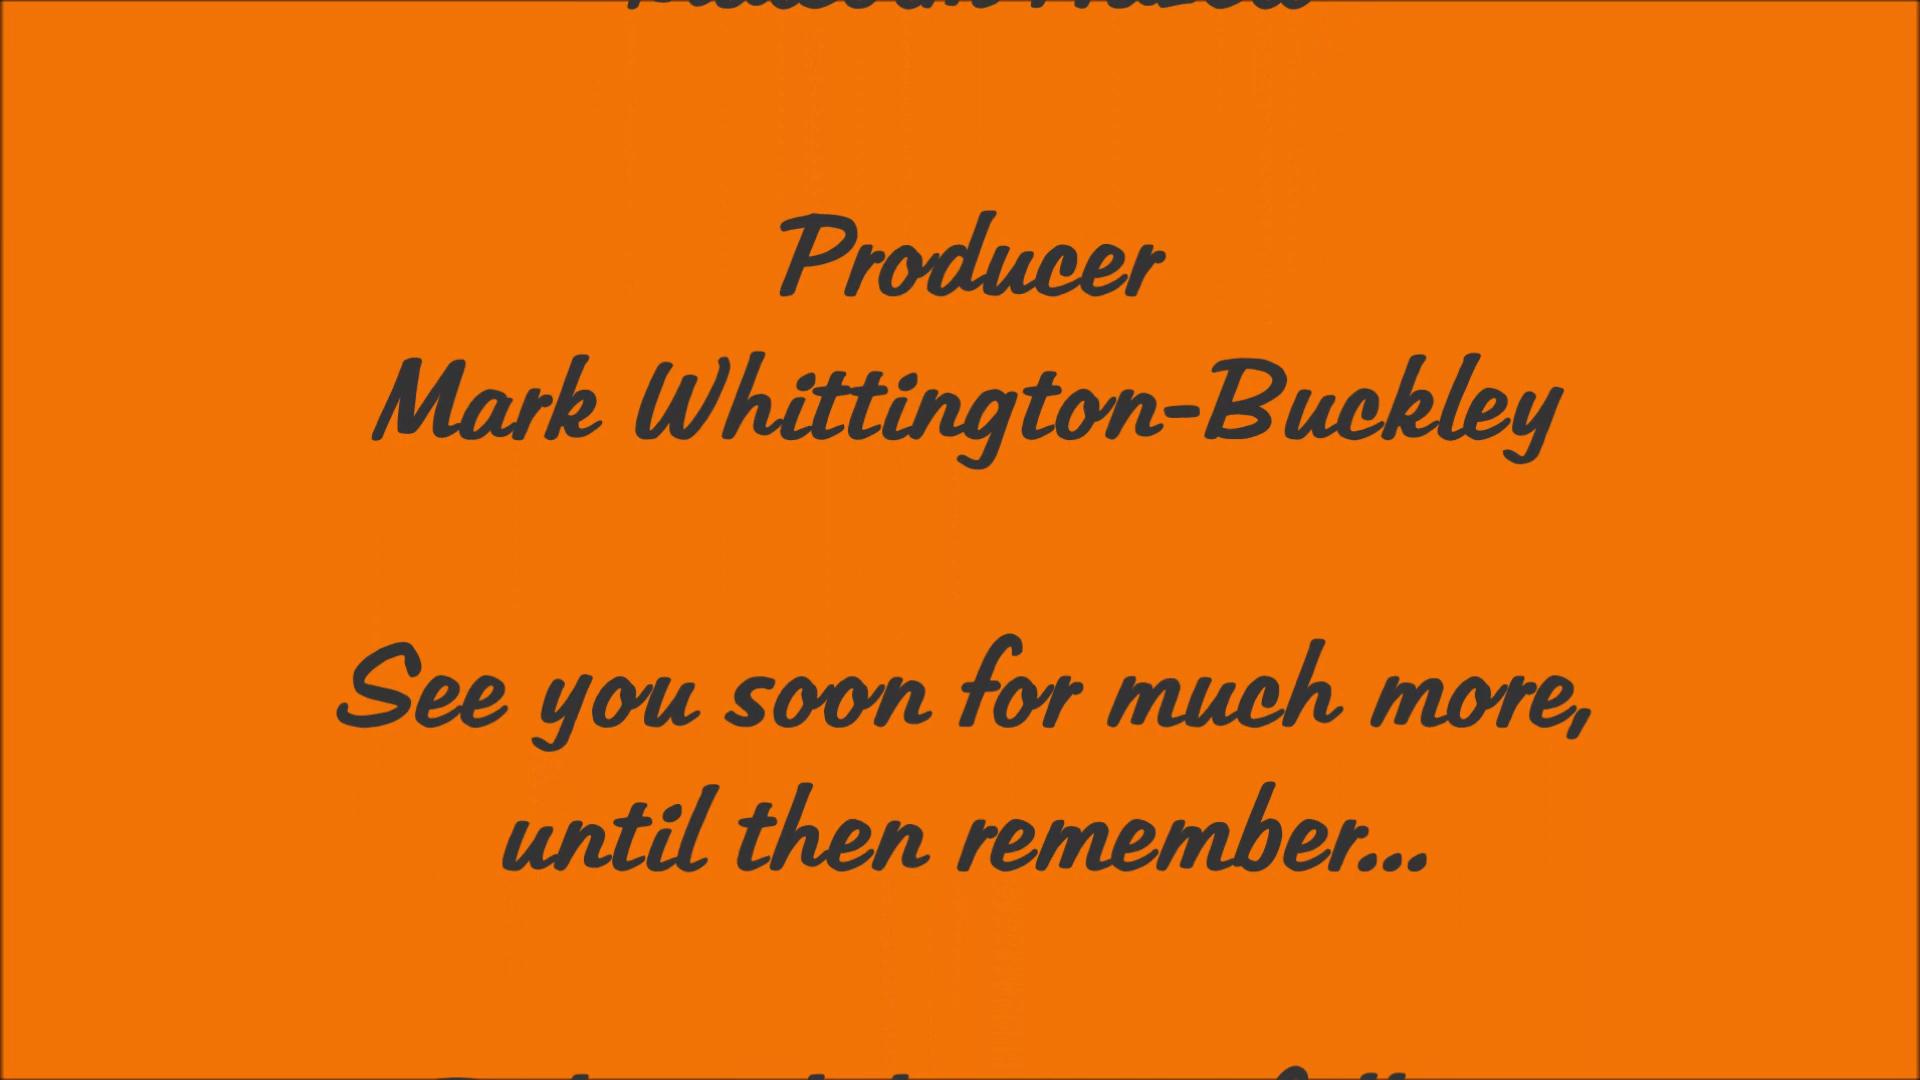 Producer
Mark Whittington-Buckley
See you soon for much more,
until then remember...